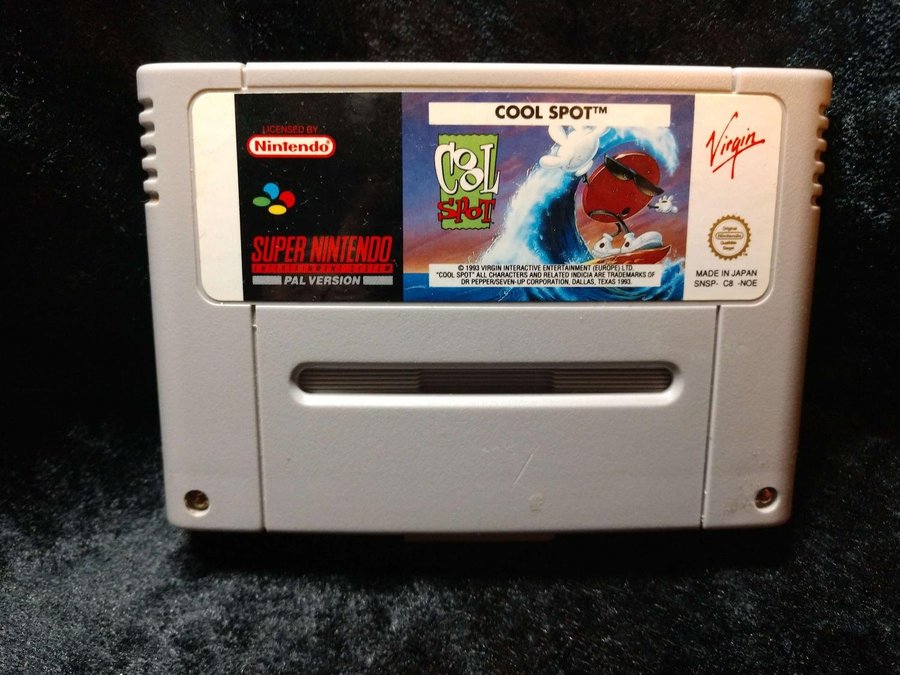 COOL SPOT™
LICENSED BY
Nintendo
SUPER NINTENDO
ENTERTAINMENT SYSTEM
PAL VERSION
COOL
SPOT
© 1993 VIRGIN INTERACTIVE ENTERTAINMENT (EUROPE) LTD.
"COOL SPOT" ALL CHARACTERS AND RELATED INDICIA ARE TRADEMARKS OF
DR PEPPER/SEVEN-UP CORPORATION, DALLAS, TEXAS 1993.
Virgin
Original
Nintendo
MADE IN JAPAN
SNSP- C8 -NOE